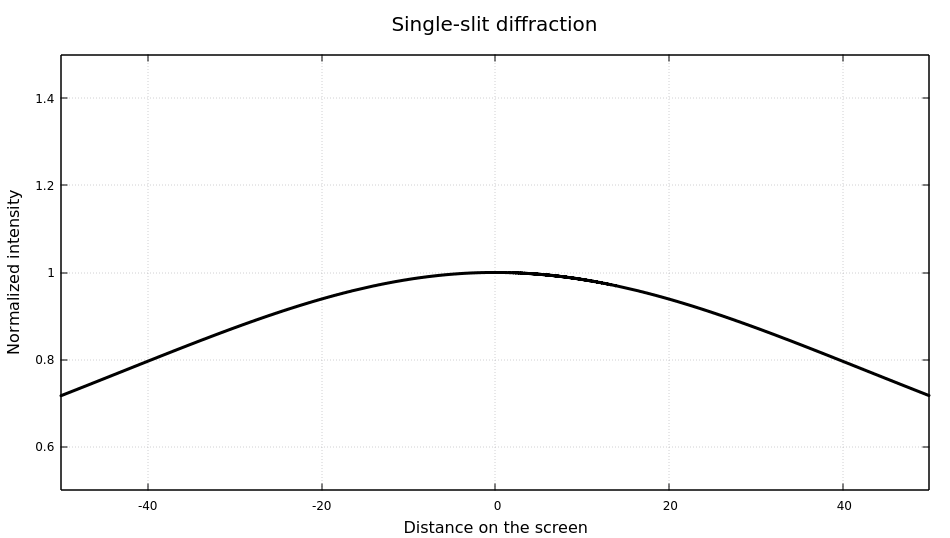 Single-slit diffraction
Normalized intensity
1.4
1.2
1
0.8
0.6
-40 -20 0 20 40
Distance on the screen